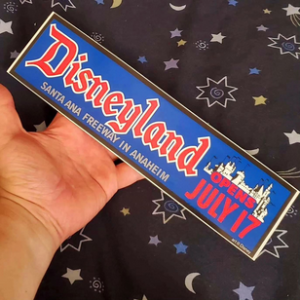 Disneyland
SANTA ANA FREEWAY IN ANAHEIM
OPENS
JULY 17